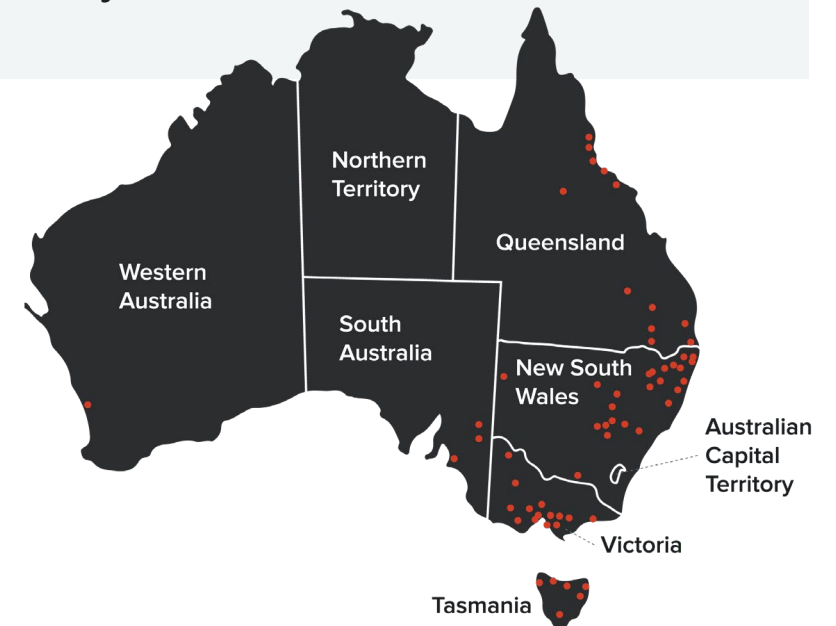 Northern
Territory
Queensland
Western
Australia
South
Australia
New South
Wales
Australian
Capital
Territory
Victoria
Tasmania